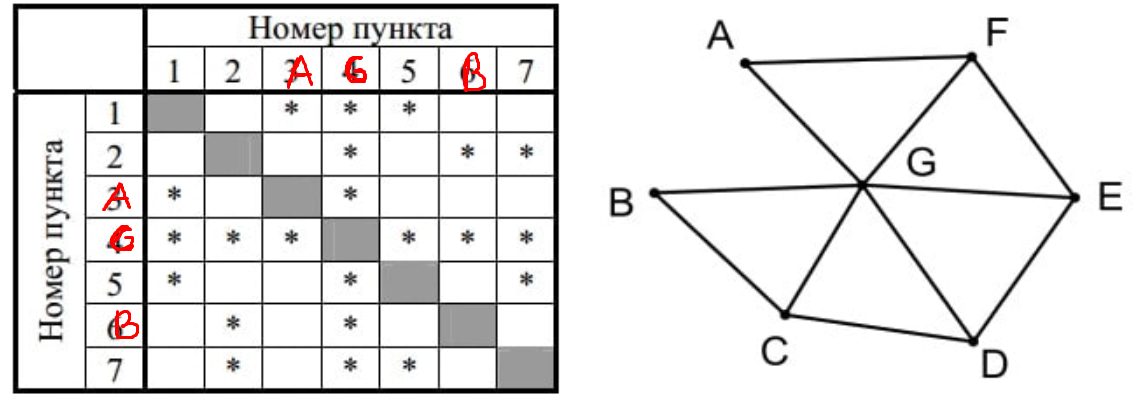 Номер пункта
1 2 3 A 4 G 5 6 B 7
Номер пункта
1 * * *
2 * * *
3 A * *
4 G * * * * * *
5 * * *
6 B * *
7 * * *
A
F
G
B
E
C
D